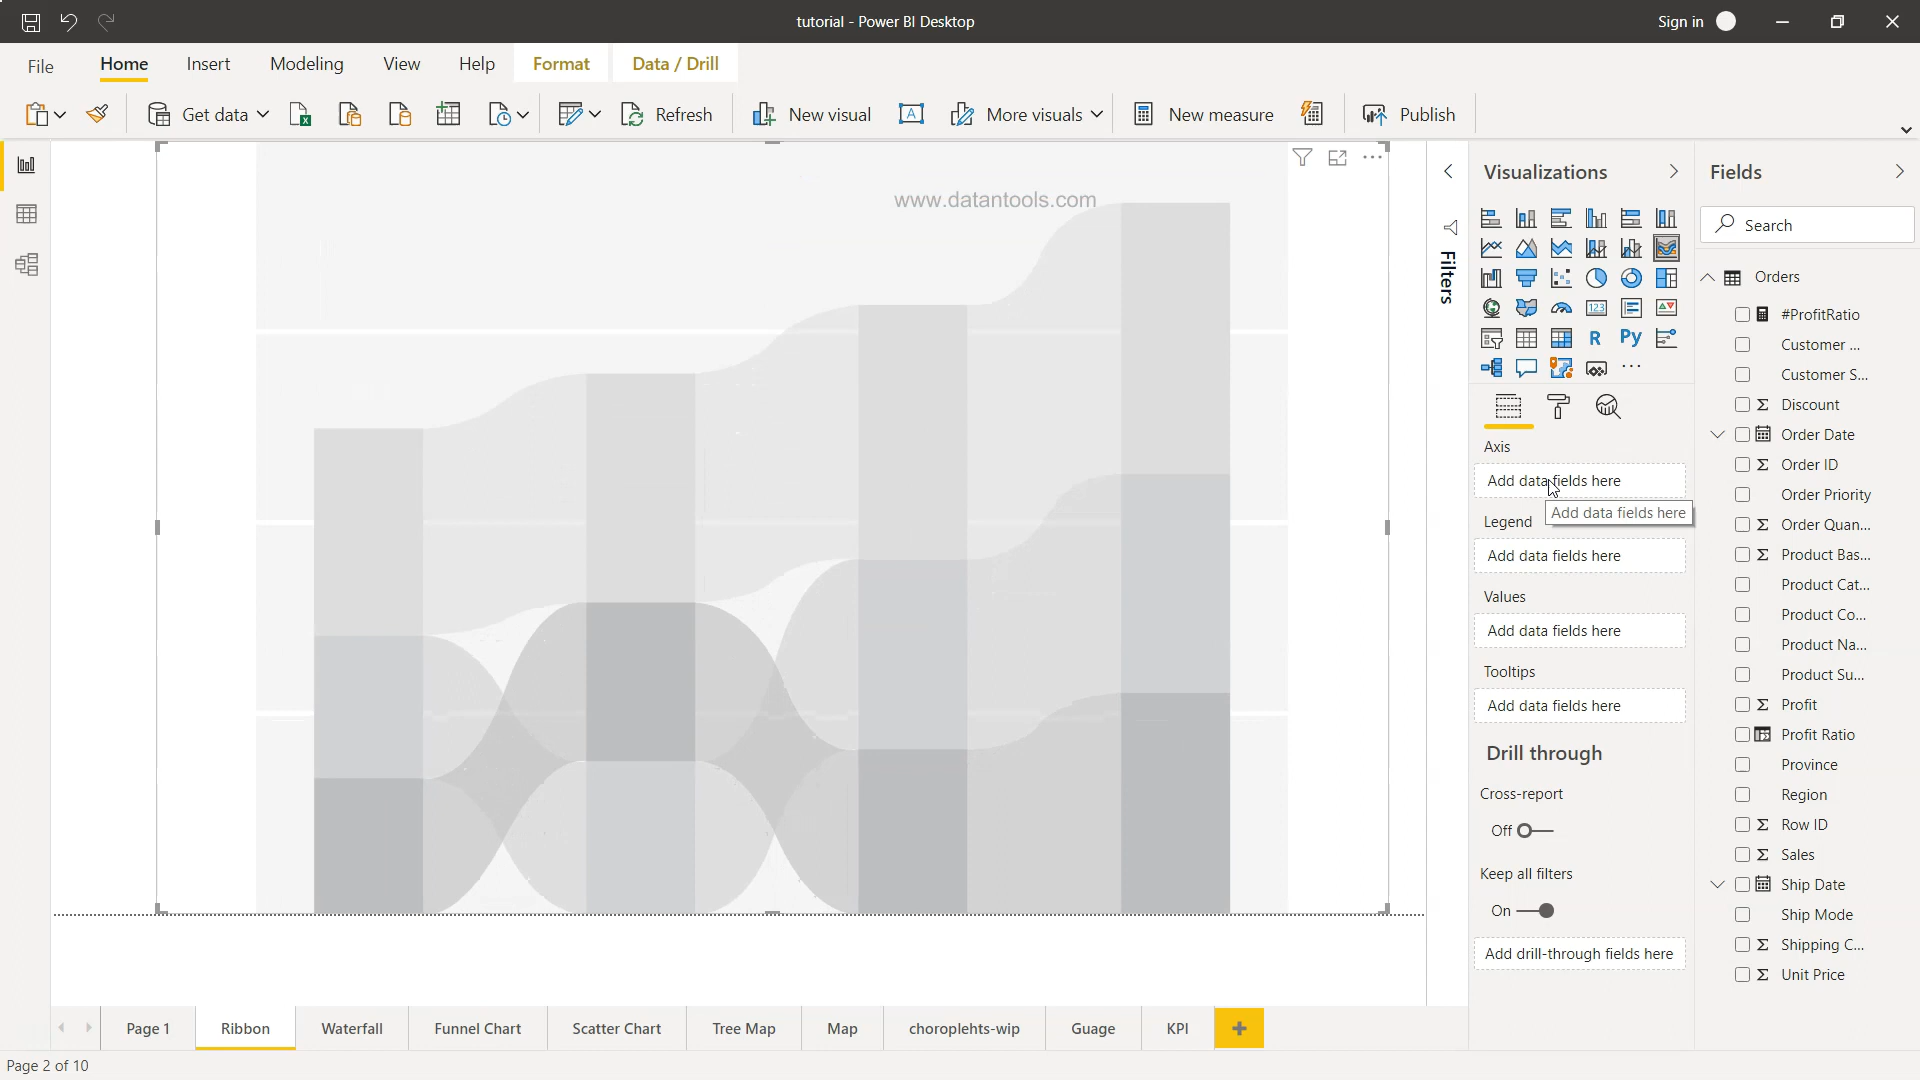 tutorial - Power BI Desktop
Sign in
File
Home
Insert
Modeling
View
Help
Format
Data / Drill
Get data
Refresh
New visual
More visuals
New measure
Publish
www.datantools.com
Filters
Visualizations
123
R
Py
Axis
Add data fields here
Add data fields here
Legend
Add data fields here
Values
Add data fields here
Tooltips
Add data fields here
Drill through
Cross-report
Off
Keep all filters
On
Add drill-through fields here
Fields
Search
Orders
#ProfitRatio
Customer ...
Customer S...
Discount
Order Date
Order ID
Order Priority
Order Quan...
Product Bas...
Product Cat...
Product Co...
Product Na...
Product Su...
Profit
Profit Ratio
Province
Region
Row ID
Sales
Ship Date
Ship Mode
Shipping C...
Unit Price
Page 1
Ribbon
Waterfall
Funnel Chart
Scatter Chart
Tree Map
Map
choroplehts-wip
Guage
KPI
Page 2 of 10